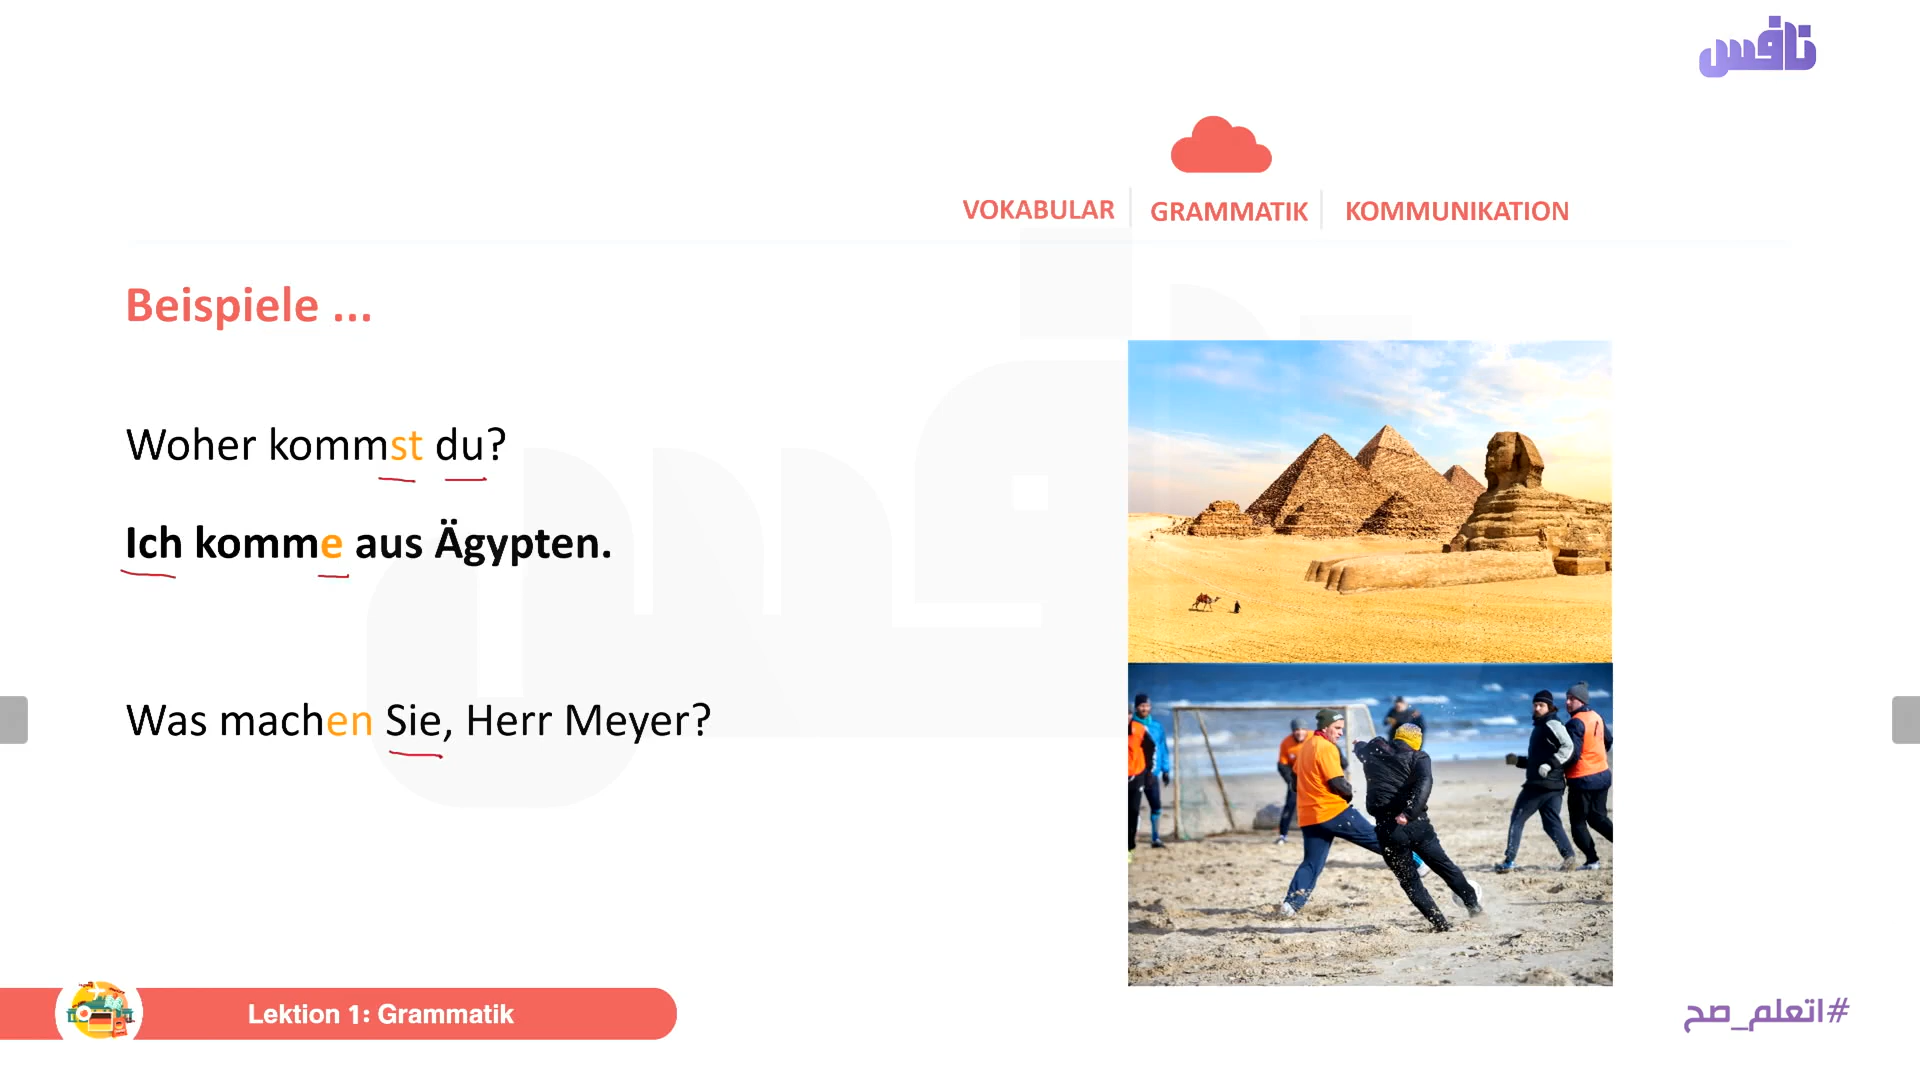 نافس
VOKABULAR
GRAMMATIK
KOMMUNIKATION
Beispiele ...
Woher kommst du?
Ich komme aus Ägypten.
Was machen Sie, Herr Meyer?
Lektion 1: Grammatik
#اتعلم_صح